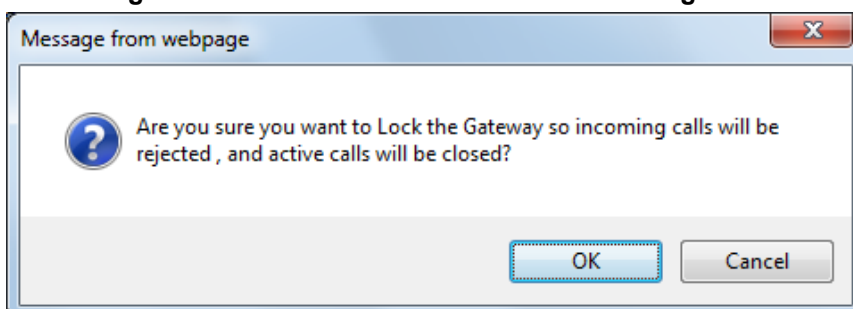 Message from webpage
Are you sure you want to Lock the Gateway so incoming calls will be
rejected , and active calls will be closed?
OK
Cancel